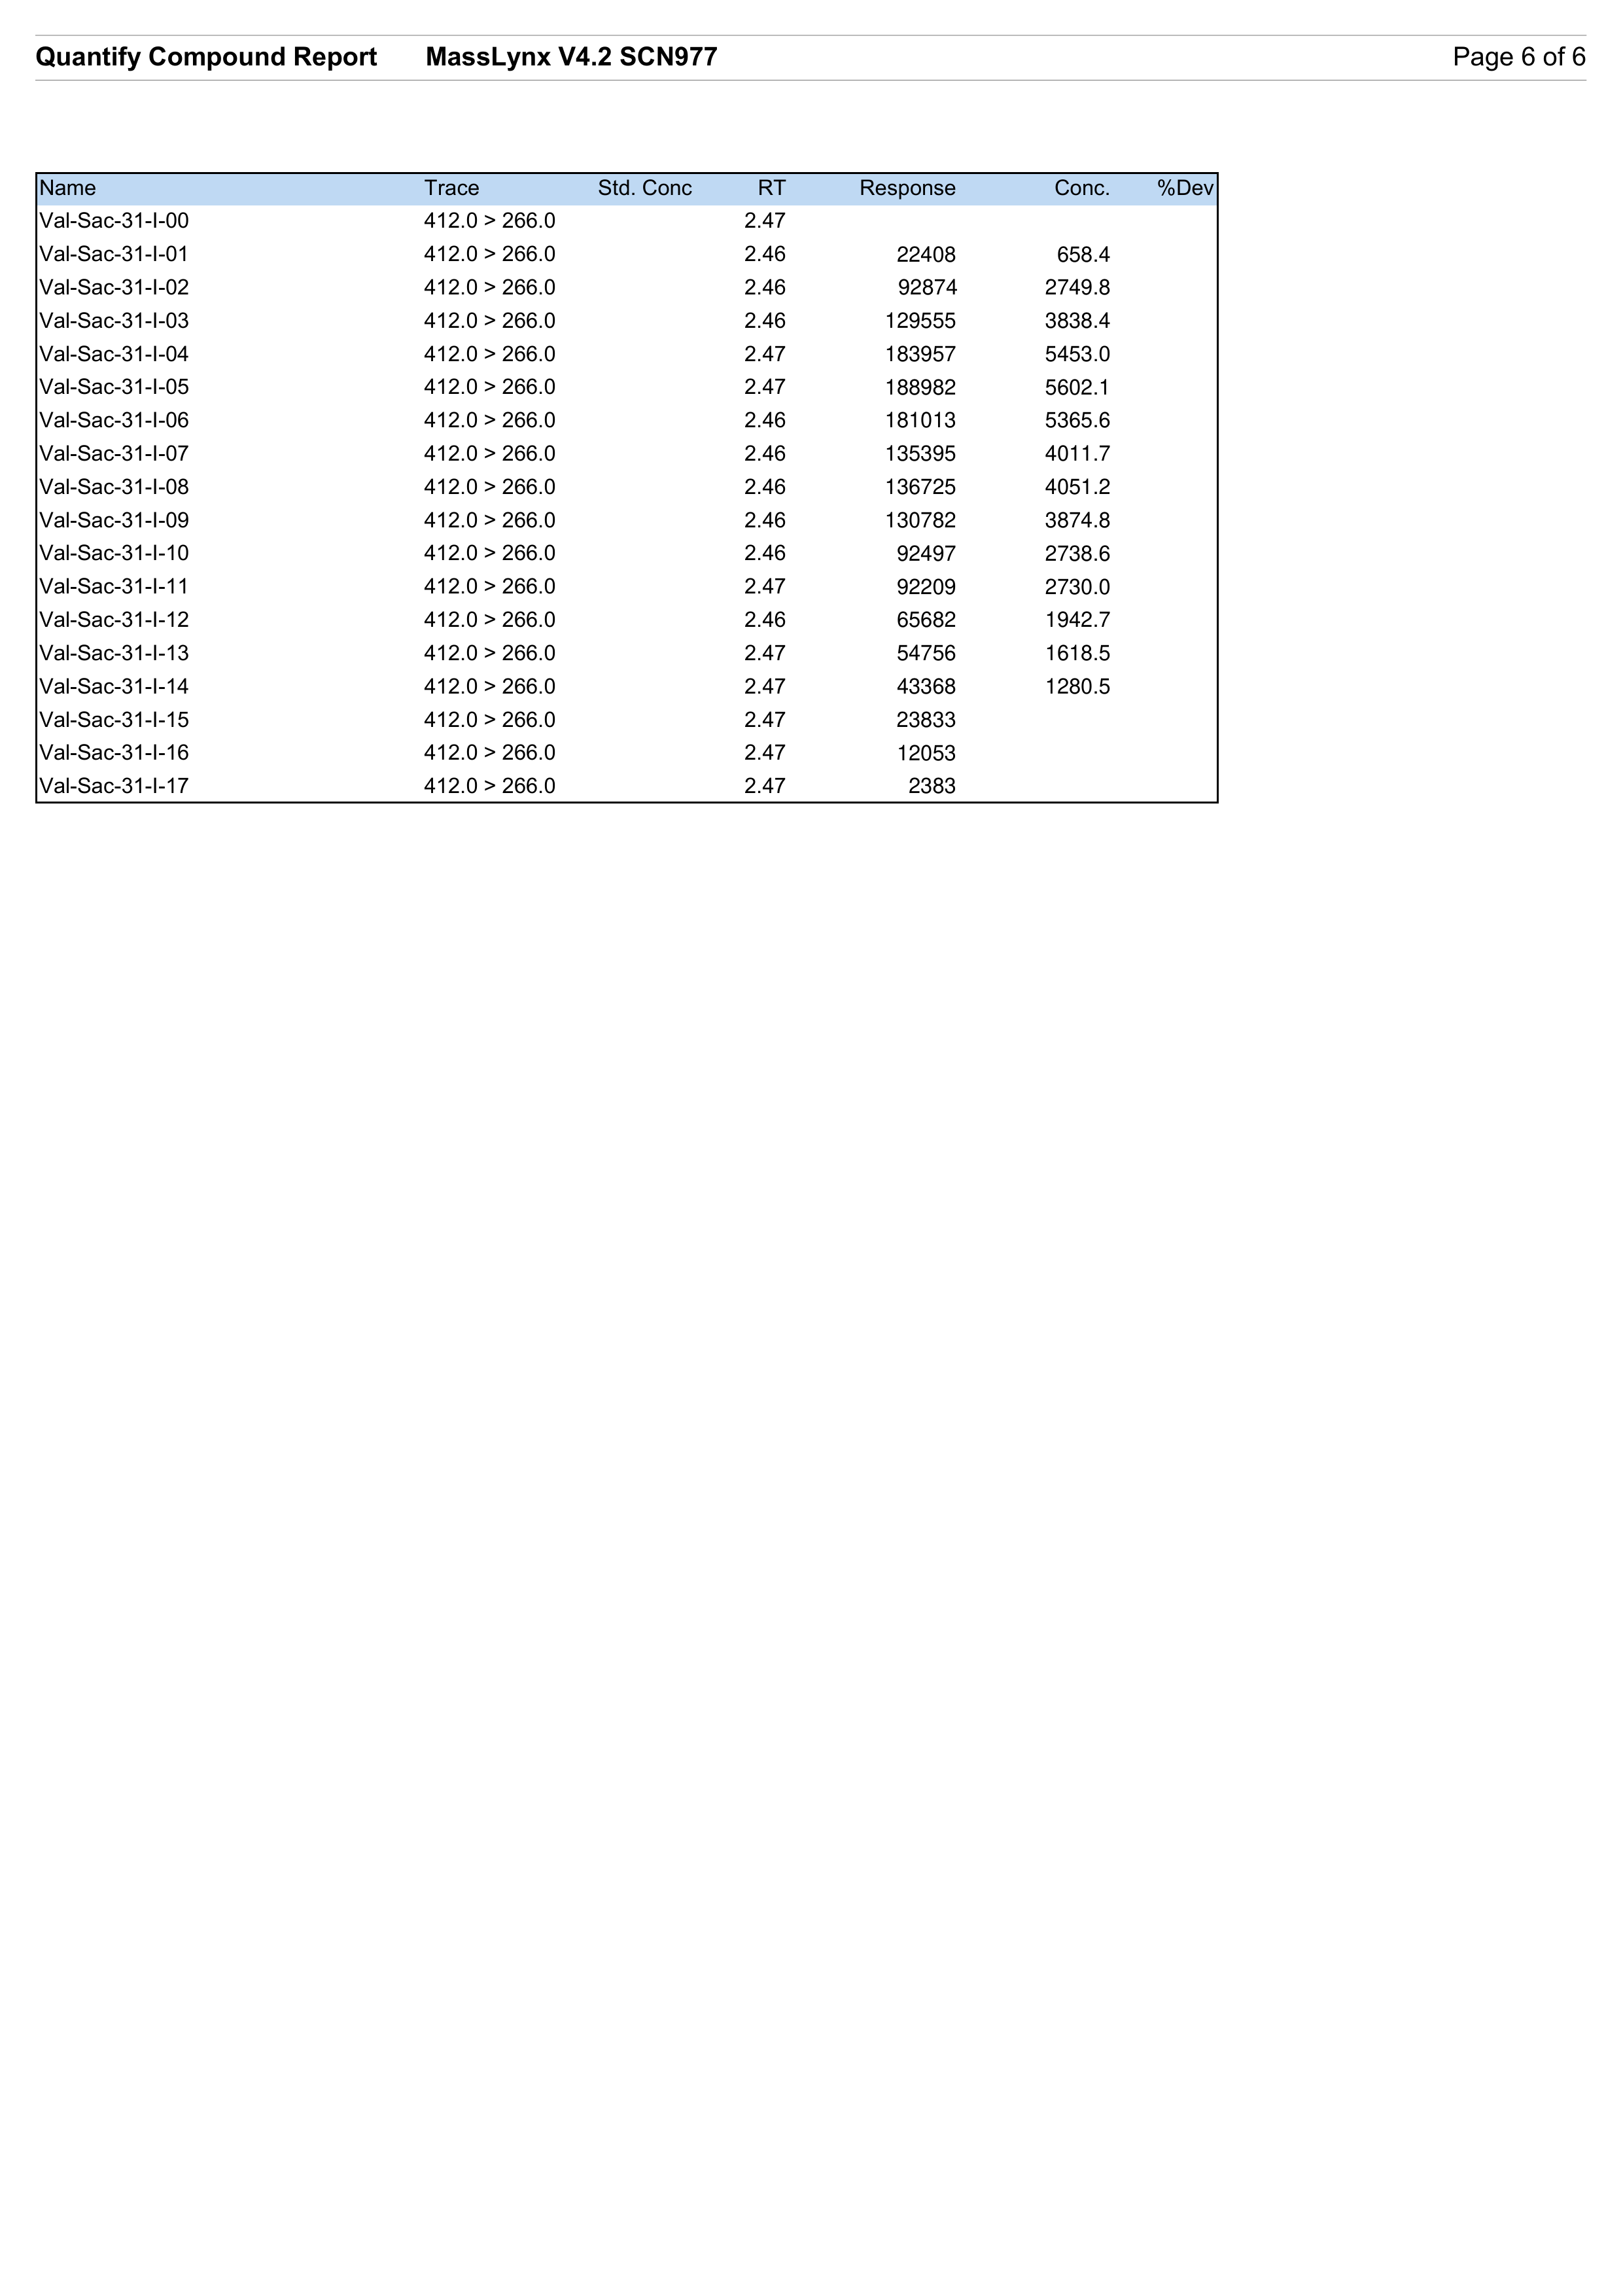 Quantify Compound Report MassLynx V4.2 SCN977 Page 6 of 6
Name Trace Std. Conc RT Response Conc. %Dev
Val-Sac-31-I-00 412.0 > 266.0 2.47
Val-Sac-31-I-01 412.0 > 266.0 2.46 22408 658.4
Val-Sac-31-I-02 412.0 > 266.0 2.46 92874 2749.8
Val-Sac-31-I-03 412.0 > 266.0 2.46 129555 3838.4
Val-Sac-31-I-04 412.0 > 266.0 2.47 183957 5453.0
Val-Sac-31-I-05 412.0 > 266.0 2.47 188982 5602.1
Val-Sac-31-I-06 412.0 > 266.0 2.46 181013 5365.6
Val-Sac-31-I-07 412.0 > 266.0 2.46 135395 4011.7
Val-Sac-31-I-08 412.0 > 266.0 2.46 136725 4051.2
Val-Sac-31-I-09 412.0 > 266.0 2.46 130782 3874.8
Val-Sac-31-I-10 412.0 > 266.0 2.46 92497 2738.6
Val-Sac-31-I-11 412.0 > 266.0 2.47 92209 2730.0
Val-Sac-31-I-12 412.0 > 266.0 2.46 65682 1942.7
Val-Sac-31-I-13 412.0 > 266.0 2.47 54756 1618.5
Val-Sac-31-I-14 412.0 > 266.0 2.47 43368 1280.5
Val-Sac-31-I-15 412.0 > 266.0 2.47 23833
Val-Sac-31-I-16 412.0 > 266.0 2.47 12053
Val-Sac-31-I-17 412.0 > 266.0 2.47 2383